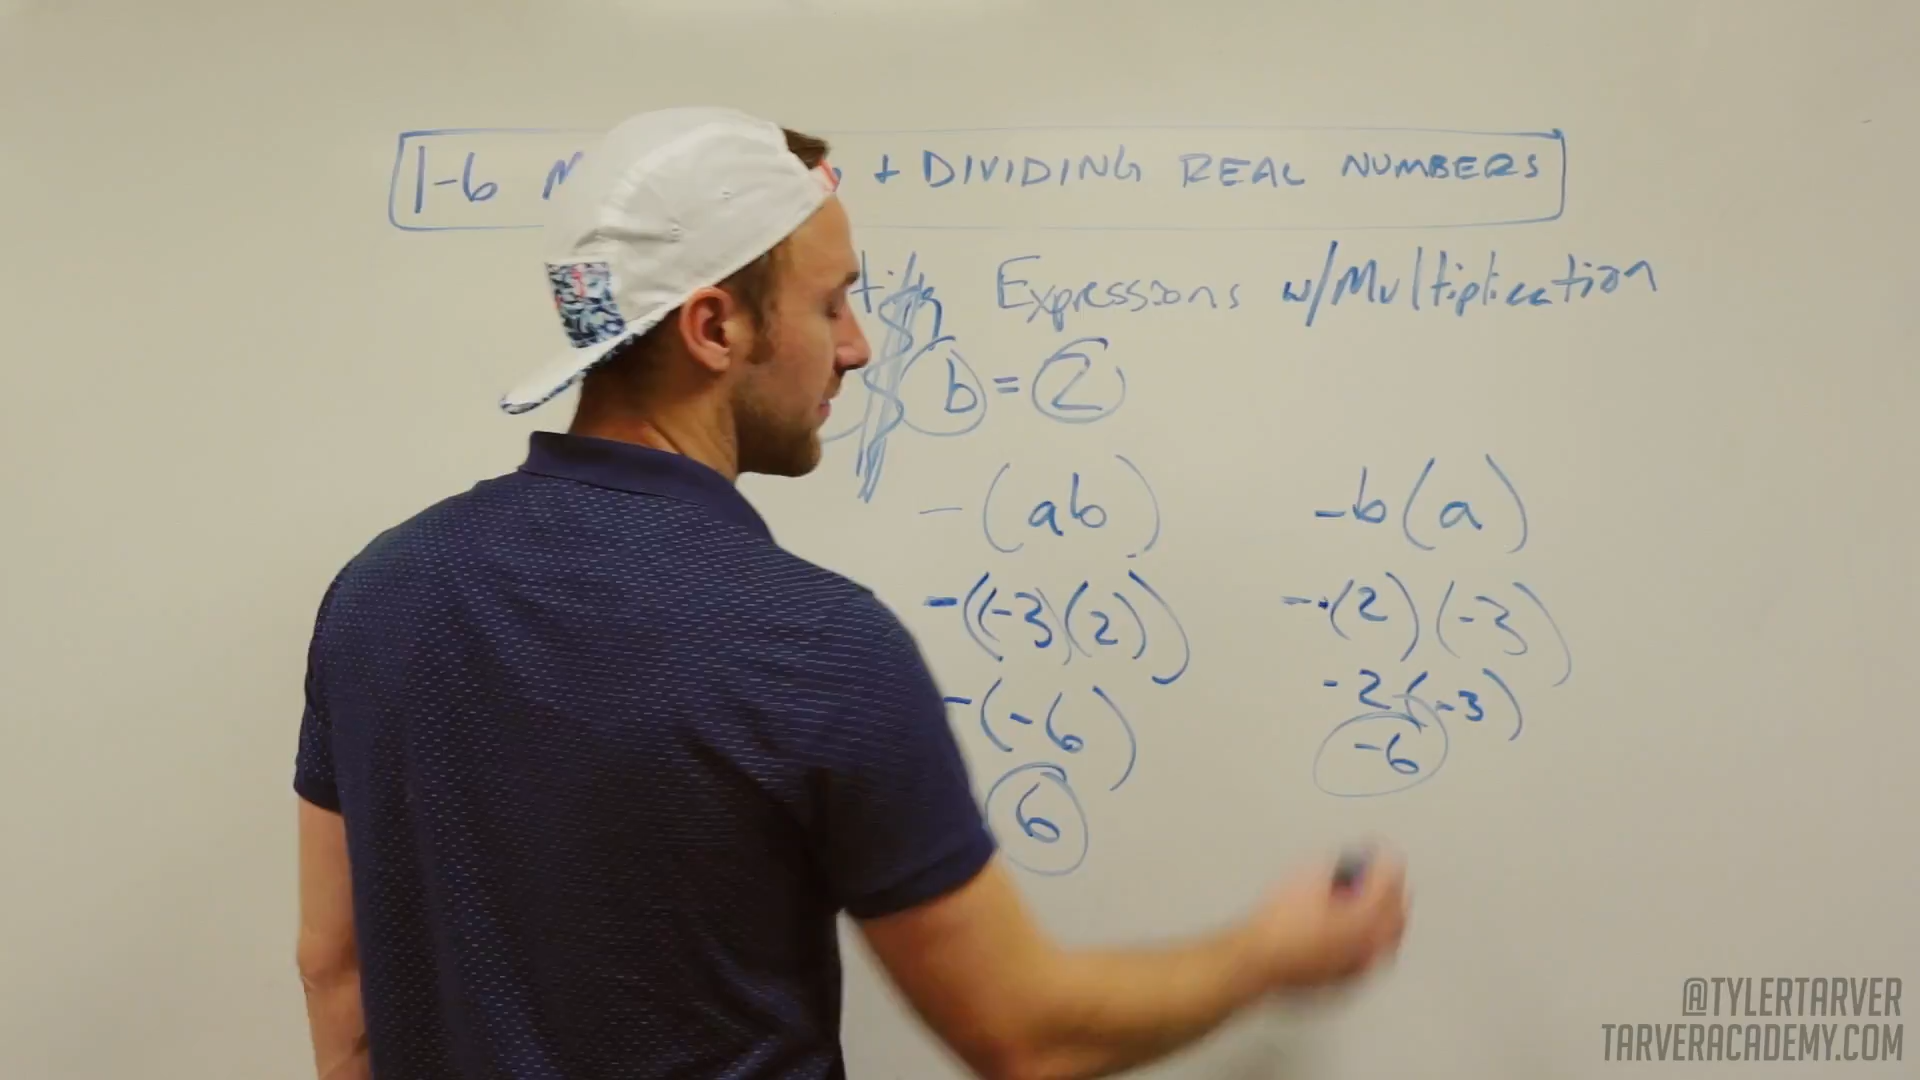 1-6 + DIVIDING REAL NUMBERS
Expressions w/Multiplication
b = 2
-(ab)
-((-3)(2))
-(-6)
6
-b(a)
-(2)(-3)
-2(-3)
-6
@TYLERTARVER
TARVERACADEMY.COM